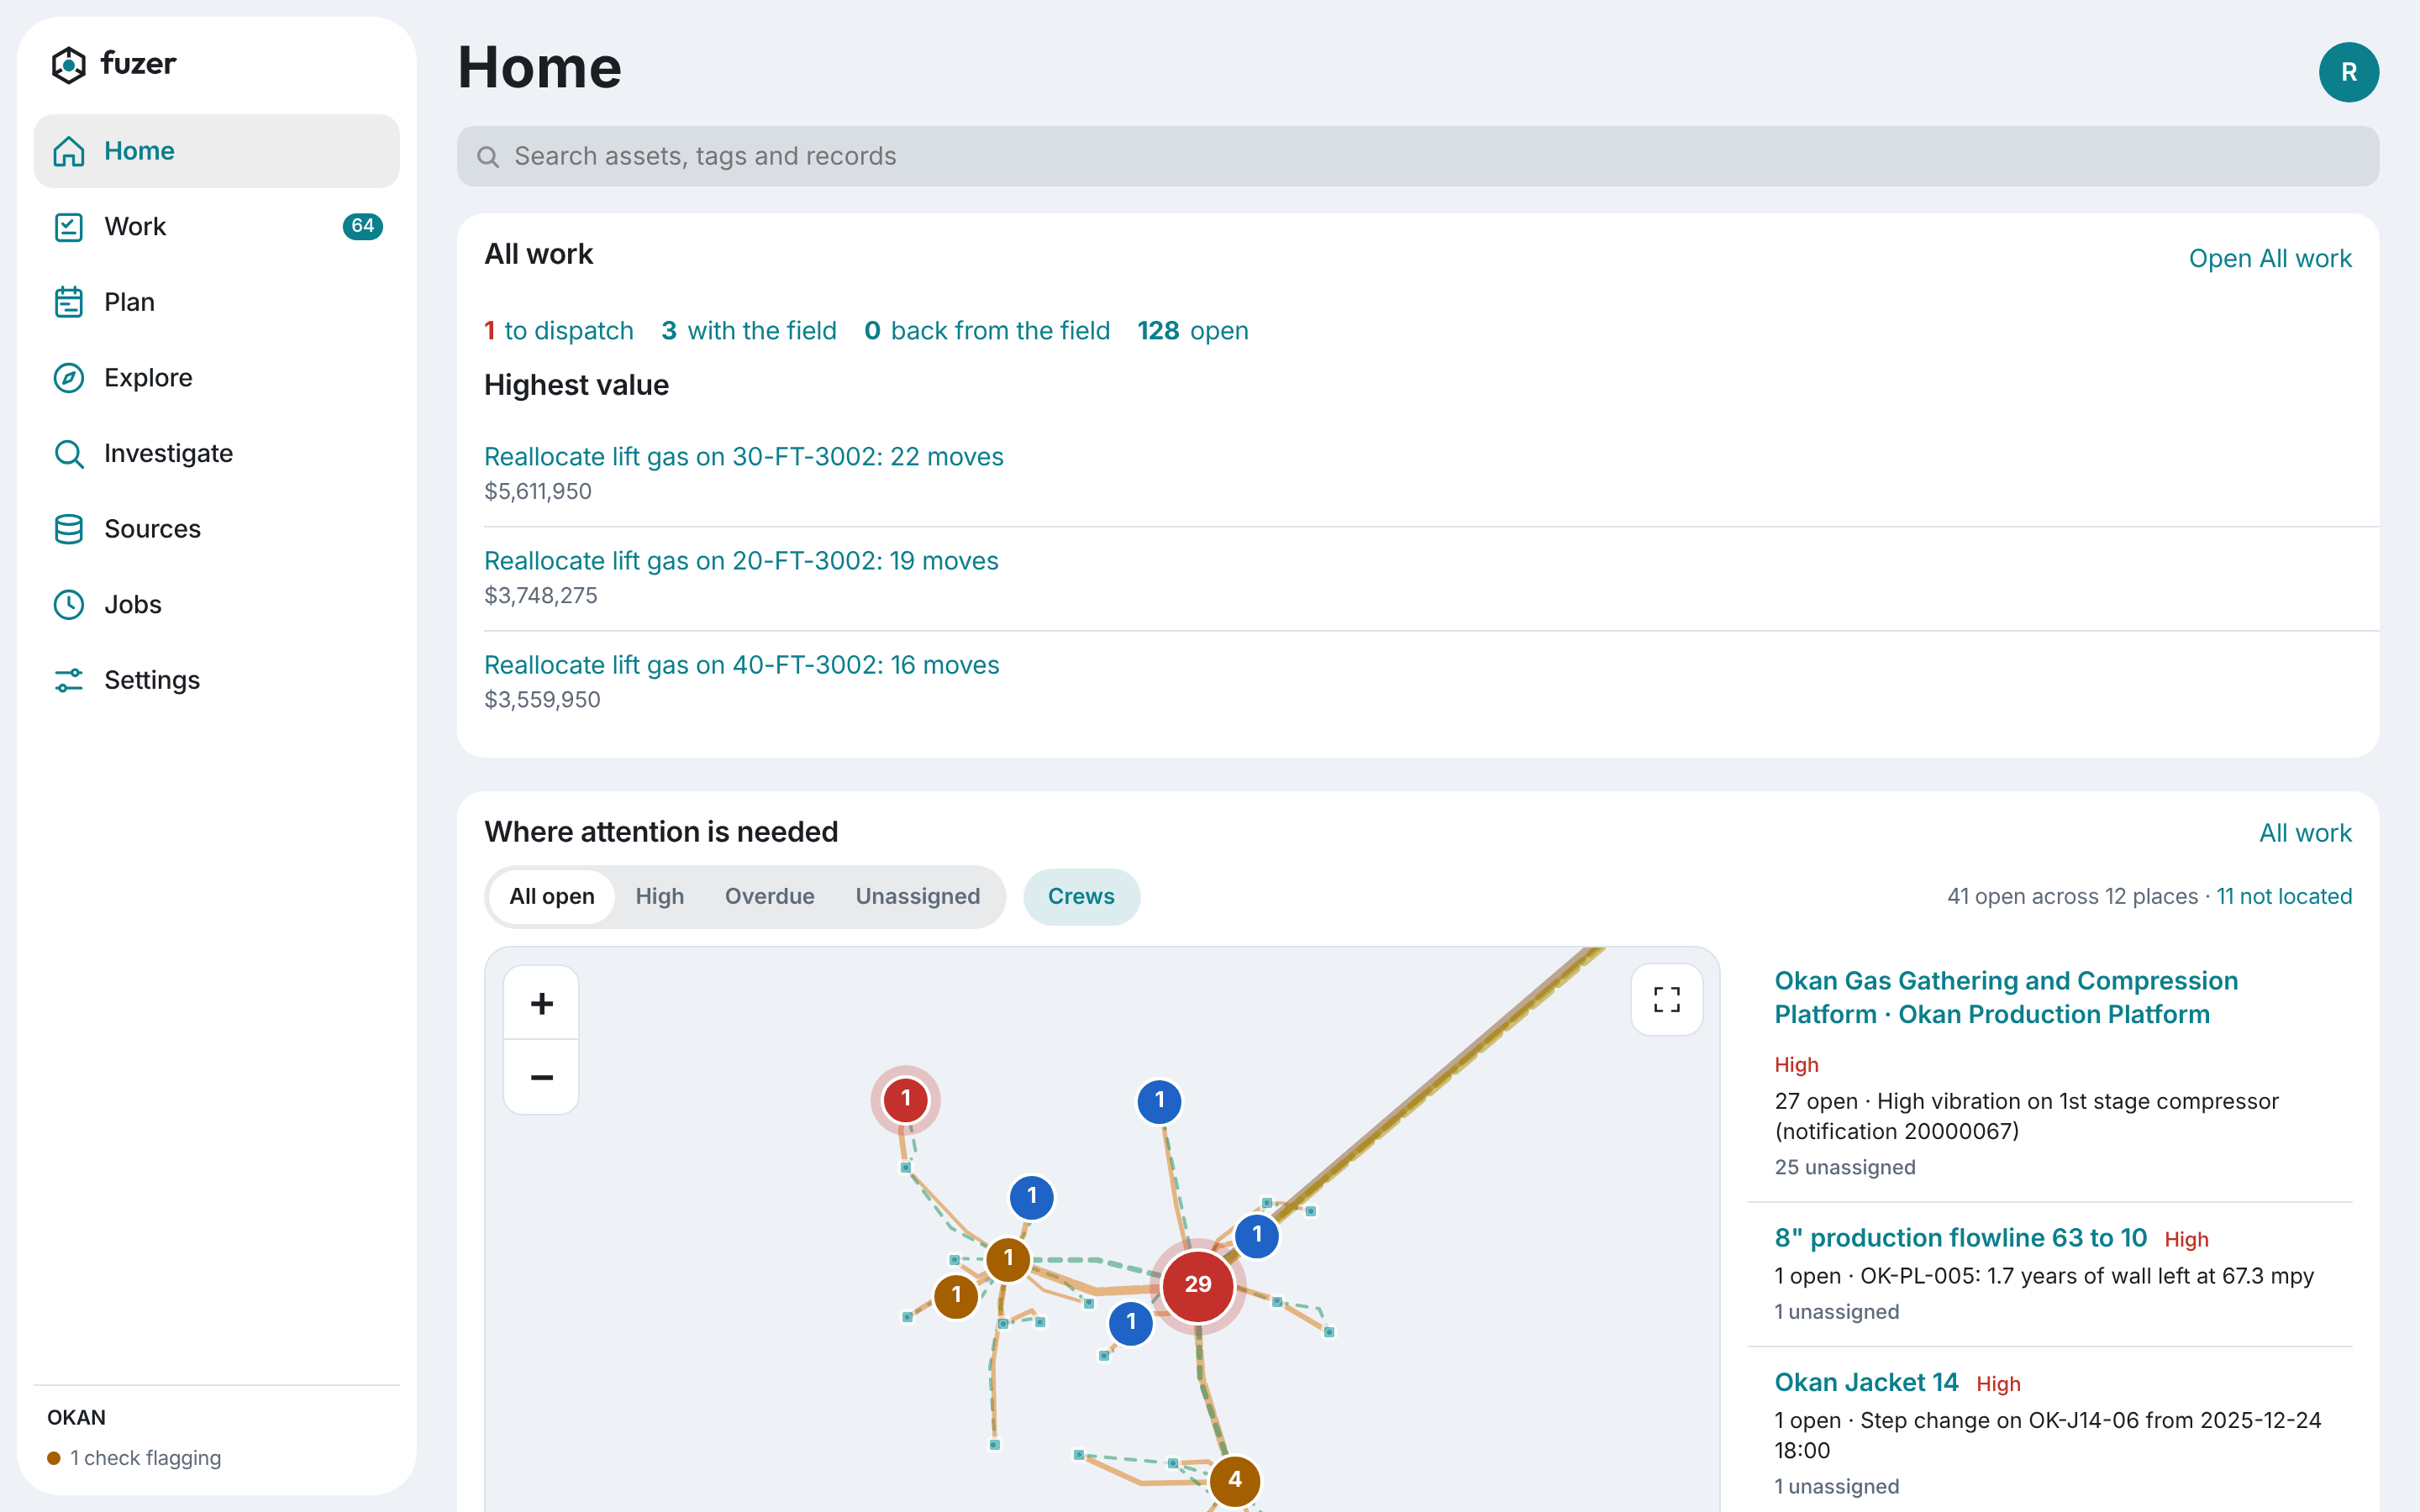 fuzer
Home
Work
64
Plan
Explore
Investigate
Sources
Jobs
Settings
OKAN
1 check flagging
Home
R
Search assets, tags and records
All work
Open All work
1 to dispatch 3 with the field 0 back from the field 128 open
Highest value
Reallocate lift gas on 30-FT-3002: 22 moves
$5,611,950
Reallocate lift gas on 20-FT-3002: 19 moves
$3,748,275
Reallocate lift gas on 40-FT-3002: 16 moves
$3,559,950
Where attention is needed
All work
All open High Overdue Unassigned Crews
41 open across 12 places · 11 not located
+
−
1
1
1
1
1
1
29
1
4
Okan Gas Gathering and Compression
Platform · Okan Production Platform
High
27 open · High vibration on 1st stage compressor
(notification 20000067)
25 unassigned
8" production flowline 63 to 10 High
1 open · OK-PL-005: 1.7 years of wall left at 67.3 mpy
1 unassigned
Okan Jacket 14 High
1 open · Step change on OK-J14-06 from 2025-12-24
18:00
1 unassigned